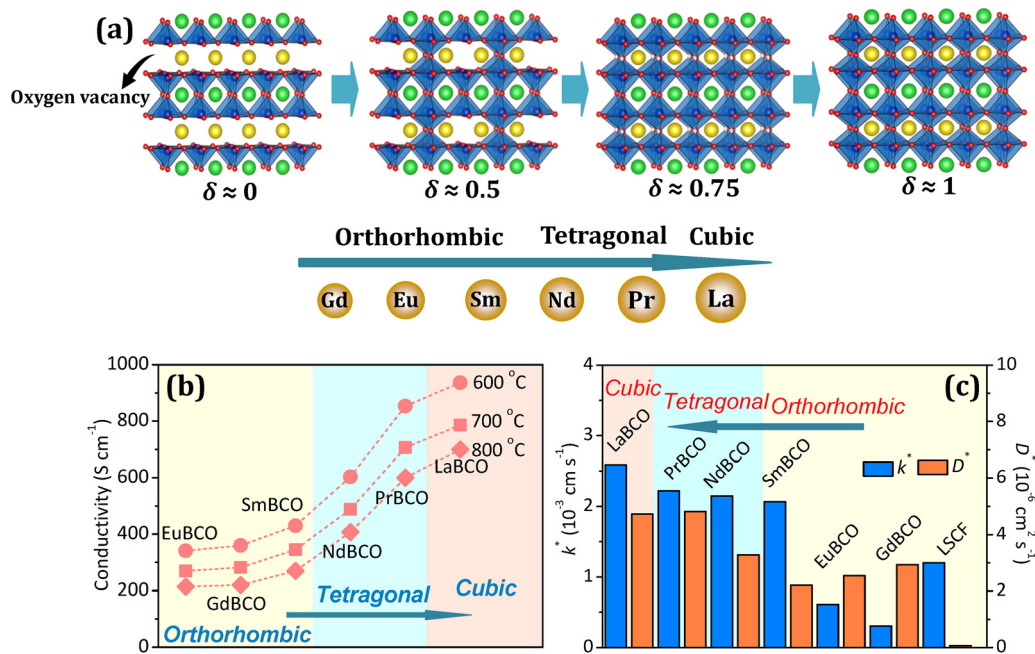 (a)
Oxygen vacancy
δ ≈ 0
δ ≈ 0.5
δ ≈ 0.75
δ ≈ 1
Orthorhombic
Tetragonal
Cubic
Gd
Eu
Sm
Nd
Pr
La
(b)
Conductivity (S cm⁻¹)
1000
800
600
400
200
0
600 °C
700 °C
800 °C
EuBCO
GdBCO
SmBCO
NdBCO
PrBCO
LaBCO
Orthorhombic
Tetragonal
Cubic
(c)
k* (10⁻³ cm s⁻¹)
4
3
2
1
0
Cubic
Tetragonal
Orthorhombic
LaBCO
PrBCO
NdBCO
SmBCO
EuBCO
GdBCO
LSCF
k*
D*
10
8
6
4
2
0
D* (10⁻⁶ cm² s⁻¹)